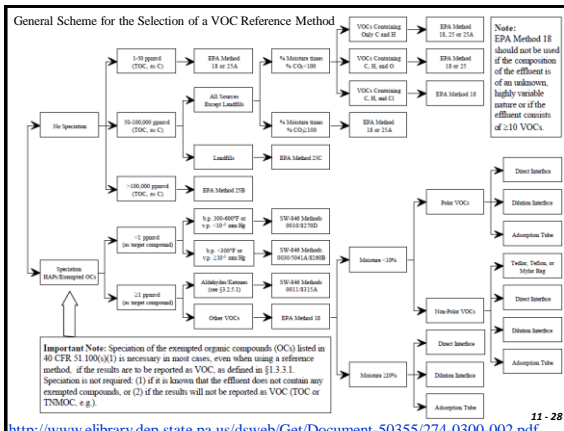 General Scheme for the Selection of a VOC Reference Method
Note:
EPA Method 18
should not be used
if the composition
of the effluent is
of an unknown,
highly variable
nature or if the
effluent consists
of ≥10 VOCs.
No Speciation
1-50 ppmvd
(TOC, as C)
EPA Method
18 or 25A
50-100,000 ppmvd
(TOC, as C)
All Sources
Except Landfills
% Moisture times
% CO₂<100
VOCs Containing
Only C and H
EPA Method
18, 25 or 25A
VOCs Containing
C, H, and O
EPA Method
18 or 25
VOCs Containing
C, H, and Cl
EPA Method 18
% Moisture times
% CO₂≥100
EPA Method
18 or 25A
Landfills
EPA Method 25C
>100,000 ppmvd
(TOC, as C)
EPA Method 25B
Speciation
HAPs/Exempted OCs
<1 ppmvd
(as target compound)
b.p. 300-600°F or
v.p. <10⁻¹ mm Hg
SW-846 Methods
0010/8270D
b.p. <300°F or
v.p. ≥10⁻¹ mm Hg
SW-846 Methods
0030/5041A/8260B
≥1 ppmvd
(as target compound)
Aldehydes/Ketones
(see §3.2.5.1)
SW-846 Methods
0011/8315A
Other VOCs
EPA Method 18
Moisture <10%
Polar VOCs
Direct Interface
Dilution Interface
Adsorption Tube
Non-Polar VOCs
Tedlar, Teflon, or
Mylar Bag
Direct Interface
Dilution Interface
Adsorption Tube
Moisture ≥10%
Direct Interface
Dilution Interface
Adsorption Tube
Important Note: Speciation of the exempted organic compounds (OCs) listed in
40 CFR 51.100(s)(1) is necessary in most cases, even when using a reference
method, if the results are to be reported as VOC, as defined in §1.3.3.1.
Speciation is not required: (1) if it is known that the effluent does not contain any
exempted compounds, or (2) if the results will not be reported as VOC (TOC or
TNMOC, e.g.).
11 - 28
http://www.elibrary.dep.state.pa.us/dsweb/Get/Document-50355/274-0300-002.pdf